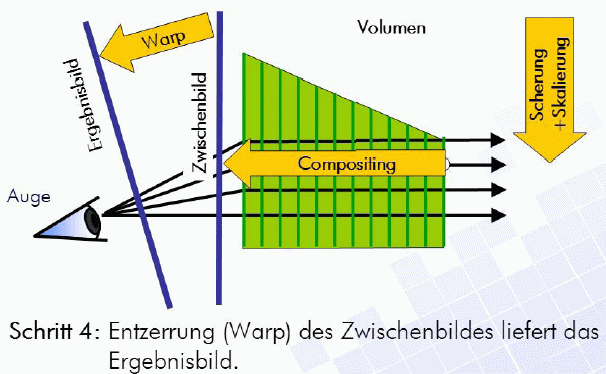 Volumen
Warp
Ergebnisbild
Zwischenbild
Scherung
+Skalierung
Compositing
Auge
Schritt 4: Entzerrung (Warp) des Zwischenbildes liefert das
Ergebnisbild.